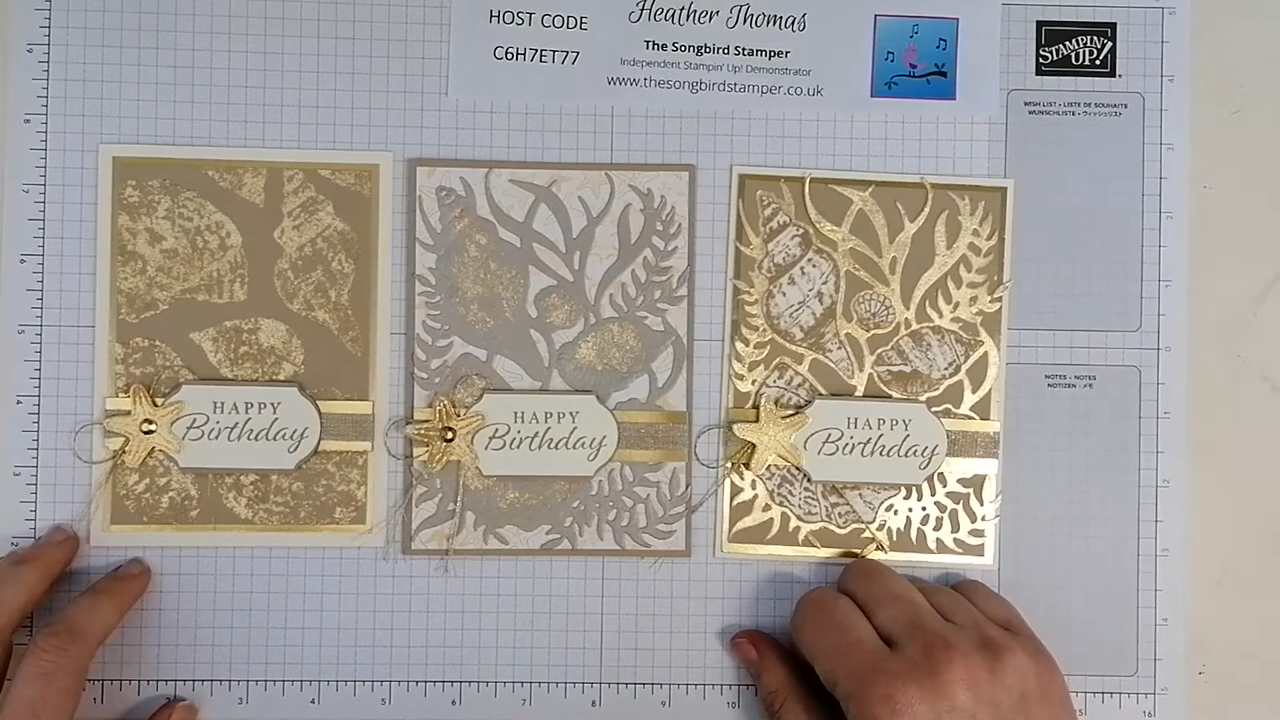 HOST CODE
C6H7ET77
Heather Thomas
The Songbird Stamper
Independent Stampin' Up! Demonstrator
www.thesongbirdstamper.co.uk
STAMPIN' UP!
WISH LIST • LISTE DE SOUHAITS
WUNSCHLISTE • ウィッシュリスト
NOTES • NOTES
NOTIZEN • メモ
HAPPY
Birthday
HAPPY
Birthday
HAPPY
Birthday